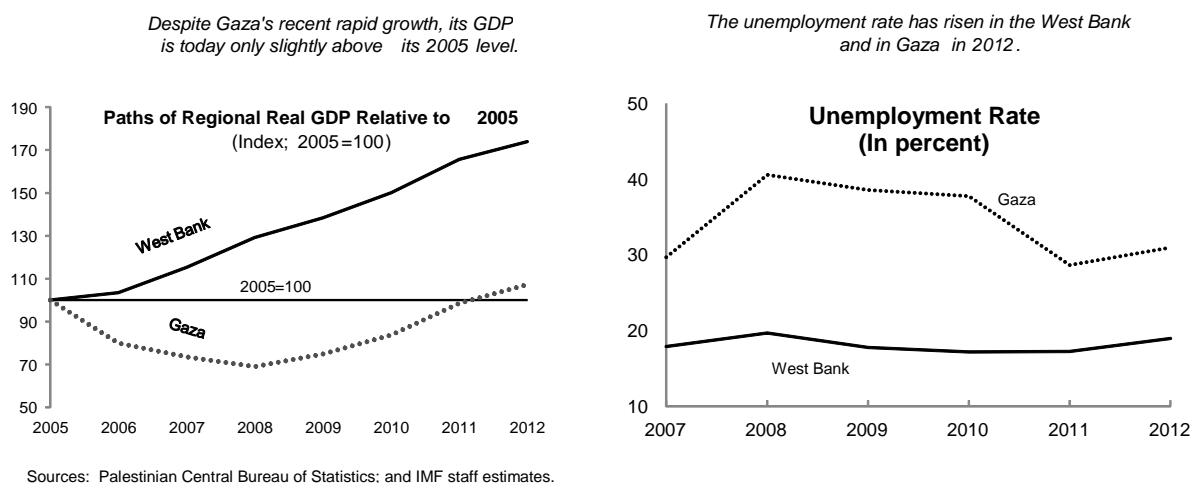 Despite Gaza's recent rapid growth, its GDP
is today only slightly above its 2005 level.
190
170
150
130
110
90
70
50
Paths of Regional Real GDP Relative to 2005
(Index; 2005=100)
West Bank
2005=100
Gaza
2005 2006 2007 2008 2009 2010 2011 2012
Sources: Palestinian Central Bureau of Statistics; and IMF staff estimates.
The unemployment rate has risen in the West Bank
and in Gaza in 2012.
50
40
30
20
10
Unemployment Rate
(In percent)
Gaza
West Bank
2007 2008 2009 2010 2011 2012